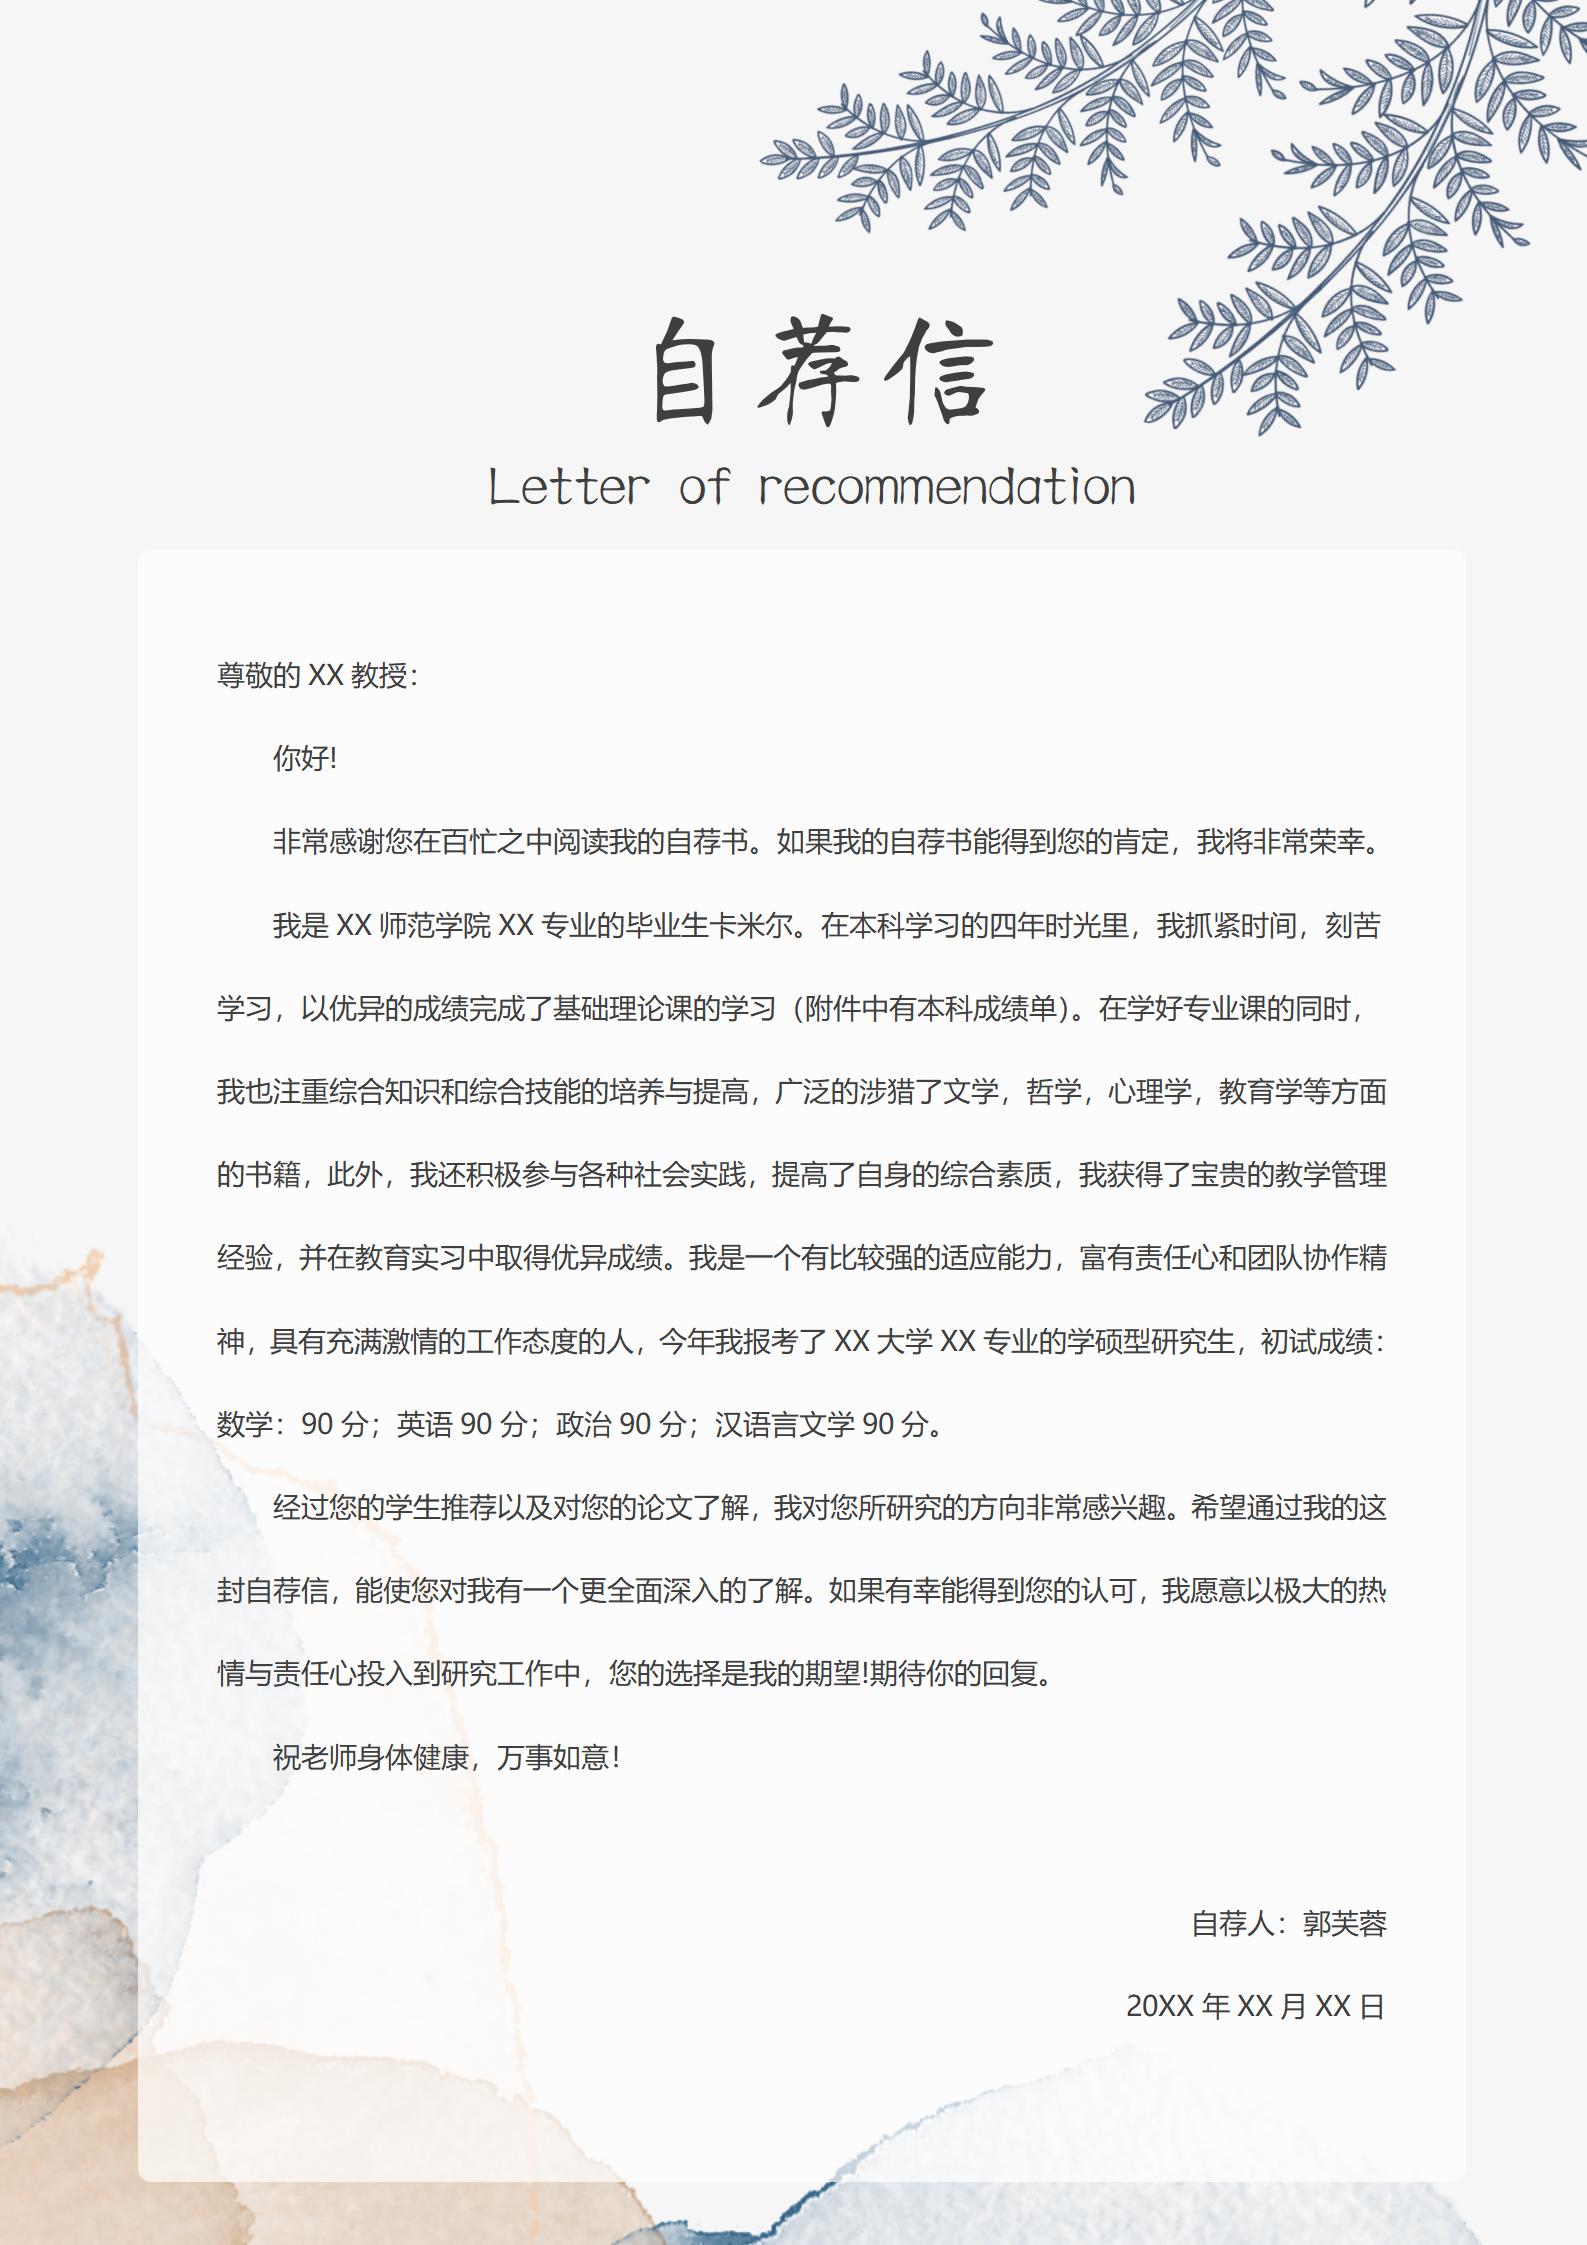 自荐信
Letter of recommendation
尊敬的 XX 教授：
你好!
非常感谢您在百忙之中阅读我的自荐书。如果我的自荐书能得到您的肯定，我将非常荣幸。
我是 XX 师范学院 XX 专业的毕业生卡米尔。在本科学习的四年时光里，我抓紧时间，刻苦
学习，以优异的成绩完成了基础理论课的学习（附件中有本科成绩单）。在学好专业课的同时，
我也注重综合知识和综合技能的培养与提高，广泛的涉猎了文学，哲学，心理学，教育学等方面
的书籍，此外，我还积极参与各种社会实践，提高了自身的综合素质，我获得了宝贵的教学管理
经验，并在教育实习中取得优异成绩。我是一个有比较强的适应能力，富有责任心和团队协作精
神，具有充满激情的工作态度的人，今年我报考了 XX 大学 XX 专业的学硕型研究生，初试成绩：
数学：90 分；英语 90 分；政治 90 分；汉语言文学 90 分。
经过您的学生推荐以及对您的论文了解，我对您所研究的方向非常感兴趣。希望通过我的这
封自荐信，能使您对我有一个更全面深入的了解。如果有幸能得到您的认可，我愿意以极大的热
情与责任心投入到研究工作中，您的选择是我的期望!期待你的回复。
祝老师身体健康，万事如意！
自荐人：郭芙蓉
20XX 年 XX 月 XX 日